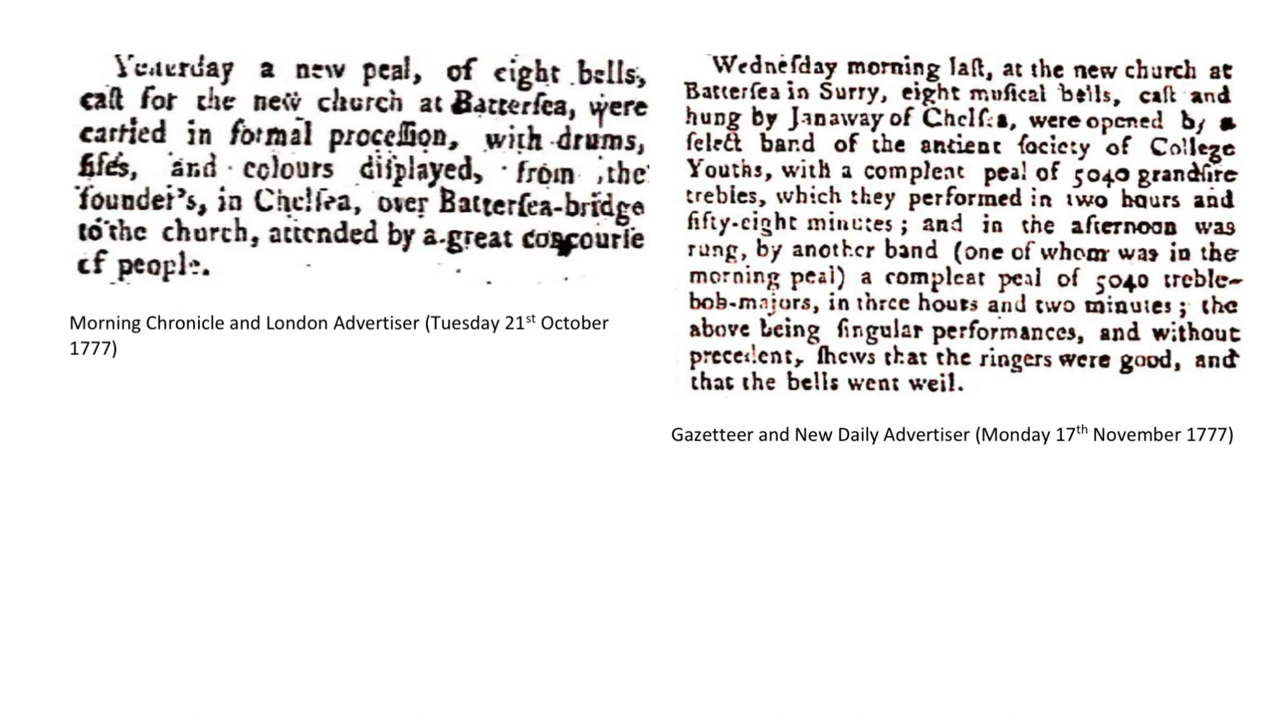 Yesterday a new peal, of eight bells,
caſt for the new church at Batterſea, were
carried in formal proceſſion, with drums,
fifes, and colours diſplayed, from the
founder's, in Chelſea, over Batterſea-bridge
to the church, attended by a great concourſe
of people.
Morning Chronicle and London Advertiser (Tuesday 21st October
1777)
Wedneſday morning laſt, at the new church at
Batterſea in Surry, eight muſical bells, caſt and
hung by Janaway of Chelſea, were opened by a
ſelect band of the antient ſociety of College
Youths, with a compleat peal of 5040 grandſire
trebles, which they performed in two hours and
fifty-eight minutes; and in the afternoon was
rung, by another band (one of whom was in the
morning peal) a compleat peal of 5040 treble-
bob-majors, in three hours and two minutes; the
above being ſingular performances, and without
precedent, ſhews that the ringers were good, and
that the bells went well.
Gazetteer and New Daily Advertiser (Monday 17th November 1777)